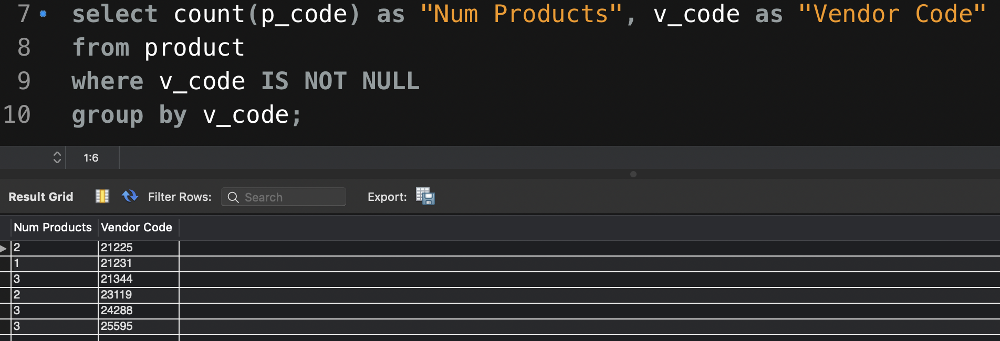 7 select count(p_code) as "Num Products", v_code as "Vendor Code"
8 from product
9 where v_code IS NOT NULL
10 group by v_code;
1:6
Result Grid Filter Rows: Search Export:
Num Products Vendor Code
2 21225
1 21231
3 21344
2 23119
3 24288
3 25595